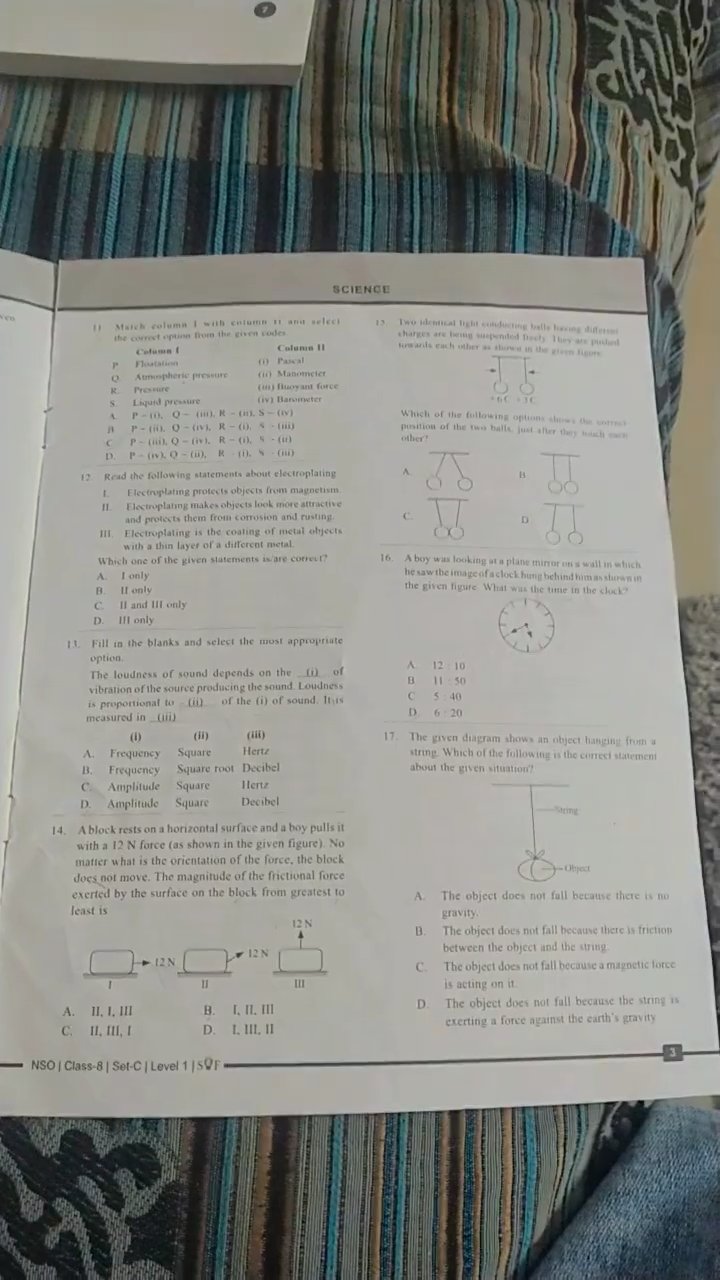 7
SCIENCE
11. Match column I with column II and select
the correct option from the given codes.
Column I Column II
P. Floatation (i) Pascal
Q. Atmospheric pressure (ii) Manometer
R. Pressure (iii) Buoyant force
S. Liquid pressure (iv) Barometer
A. P - (i), Q - (iii), R - (ii), S - (iv)
B. P - (ii), Q - (iv), R - (i), S - (iii)
C. P - (iii), Q - (iv), R - (i), S - (ii)
D. P - (iv), Q - (ii), R - (i), S - (iii)
12. Read the following statements about electroplating
I. Electroplating protects objects from magnetism.
II. Electroplating makes objects look more attractive
and protects them from corrosion and rusting.
III. Electroplating is the coating of metal objects
with a thin layer of a different metal.
Which one of the given statements is/are correct?
A. I only
B. II only
C. II and III only
D. III only
13. Fill in the blanks and select the most appropriate
option.
The loudness of sound depends on the (i) of
vibration of the source producing the sound. Loudness
is proportional to (ii) of the (i) of sound. It is
measured in (iii)
(i) (ii) (iii)
A. Frequency Square Hertz
B. Frequency Square root Decibel
C. Amplitude Square Hertz
D. Amplitude Square Decibel
14. A block rests on a horizontal surface and a boy pulls it
with a 12 N force (as shown in the given figure). No
matter what is the orientation of the force, the block
does not move. The magnitude of the frictional force
exerted by the surface on the block from greatest to
least is
12 N
12 N
12 N
I II III
A. II, I, III B. I, II, III
C. II, III, I D. I, III, II
15. Two identical light conducting balls having different
charges are being suspended freely. They are pushed
towards each other as shown in the given figure.
Which of the following options shows the correct
position of the two balls, just after they touch each
other?
A. B.
C. D.
16. A boy was looking at a plane mirror on a wall in which
he saw the image of a clock hung behind him as shown in
the given figure. What was the time in the clock?
A. 12 : 10
B. 11 : 50
C. 5 : 40
D. 6 : 20
17. The given diagram shows an object hanging from a
string. Which of the following is the correct statement
about the given situation?
String
Object
A. The object does not fall because there is no
gravity.
B. The object does not fall because there is friction
between the object and the string.
C. The object does not fall because a magnetic force
is acting on it.
D. The object does not fall because the string is
exerting a force against the earth's gravity.
3
NSO | Class-8 | Set-C | Level 1 | SOF